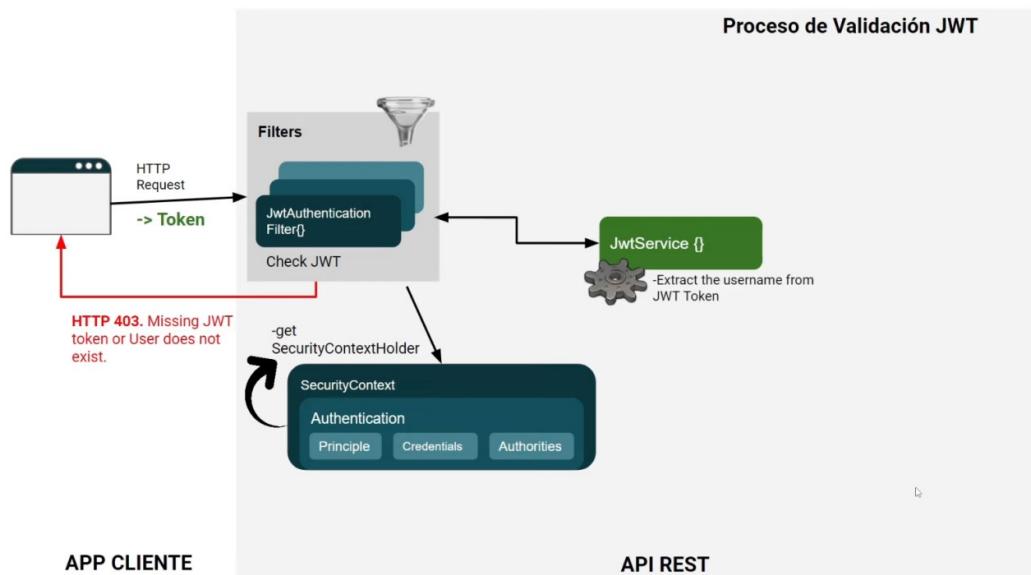 Proceso de Validación JWT
Filters
HTTP
Request
-> Token
JwtAuthentication
Filter{}
Check JWT
JwtService {}
-Extract the username from
JWT Token
HTTP 403. Missing JWT
token or User does not
exist.
-get
SecurityContextHolder
SecurityContext
Authentication
Principle
Credentials
Authorities
APP CLIENTE
API REST